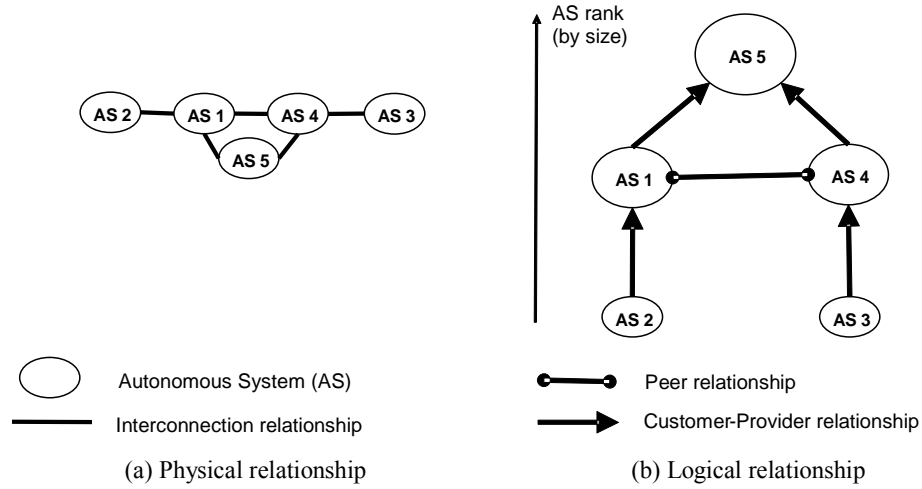 AS 2
AS 1
AS 4
AS 3
AS 5
AS rank
(by size)
AS 5
AS 1
AS 4
AS 2
AS 3
Autonomous System (AS)
Interconnection relationship
(a) Physical relationship
Peer relationship
Customer-Provider relationship
(b) Logical relationship